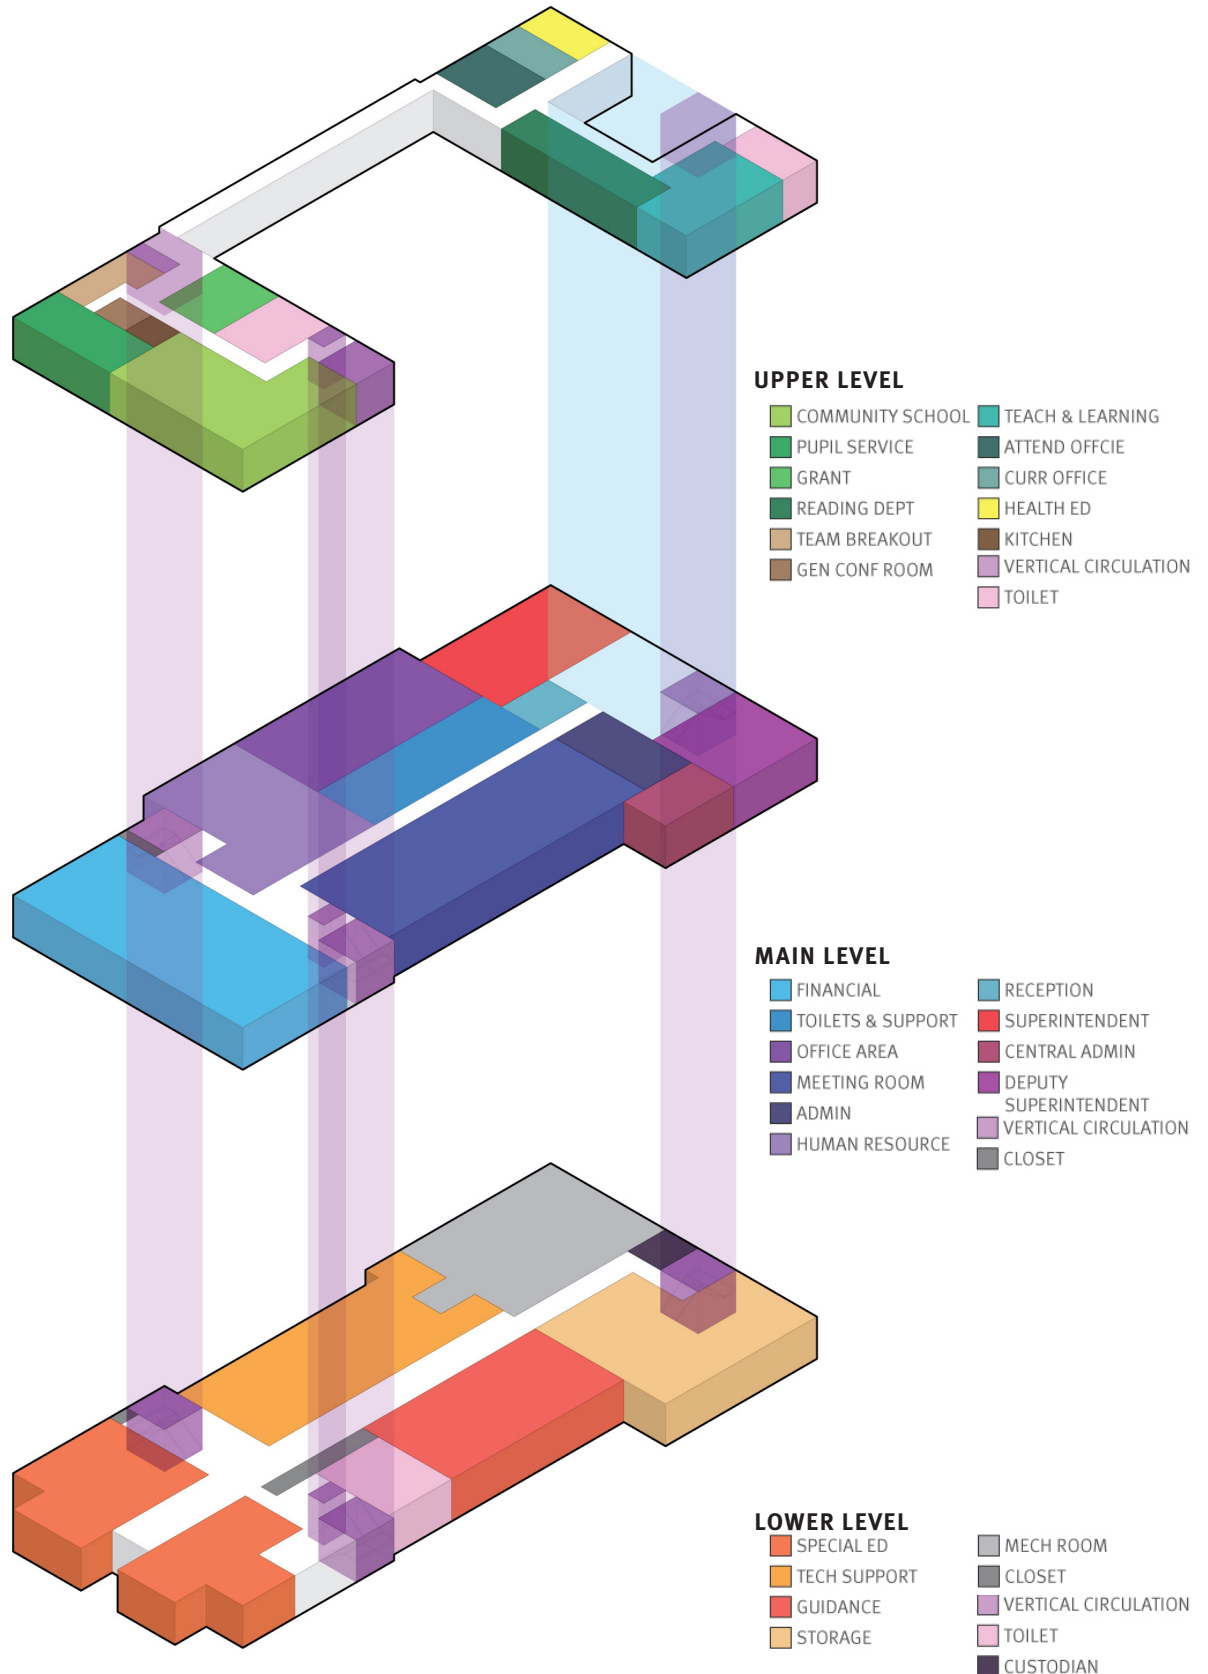 UPPER LEVEL
COMMUNITY SCHOOL
PUPIL SERVICE
GRANT
READING DEPT
TEAM BREAKOUT
GEN CONF ROOM
TEACH & LEARNING
ATTEND OFFCIE
CURR OFFICE
HEALTH ED
KITCHEN
VERTICAL CIRCULATION
TOILET
MAIN LEVEL
FINANCIAL
TOILETS & SUPPORT
OFFICE AREA
MEETING ROOM
ADMIN
HUMAN RESOURCE
RECEPTION
SUPERINTENDENT
CENTRAL ADMIN
DEPUTY
SUPERINTENDENT
VERTICAL CIRCULATION
CLOSET
LOWER LEVEL
SPECIAL ED
TECH SUPPORT
GUIDANCE
STORAGE
MECH ROOM
CLOSET
VERTICAL CIRCULATION
TOILET
CUSTODIAN